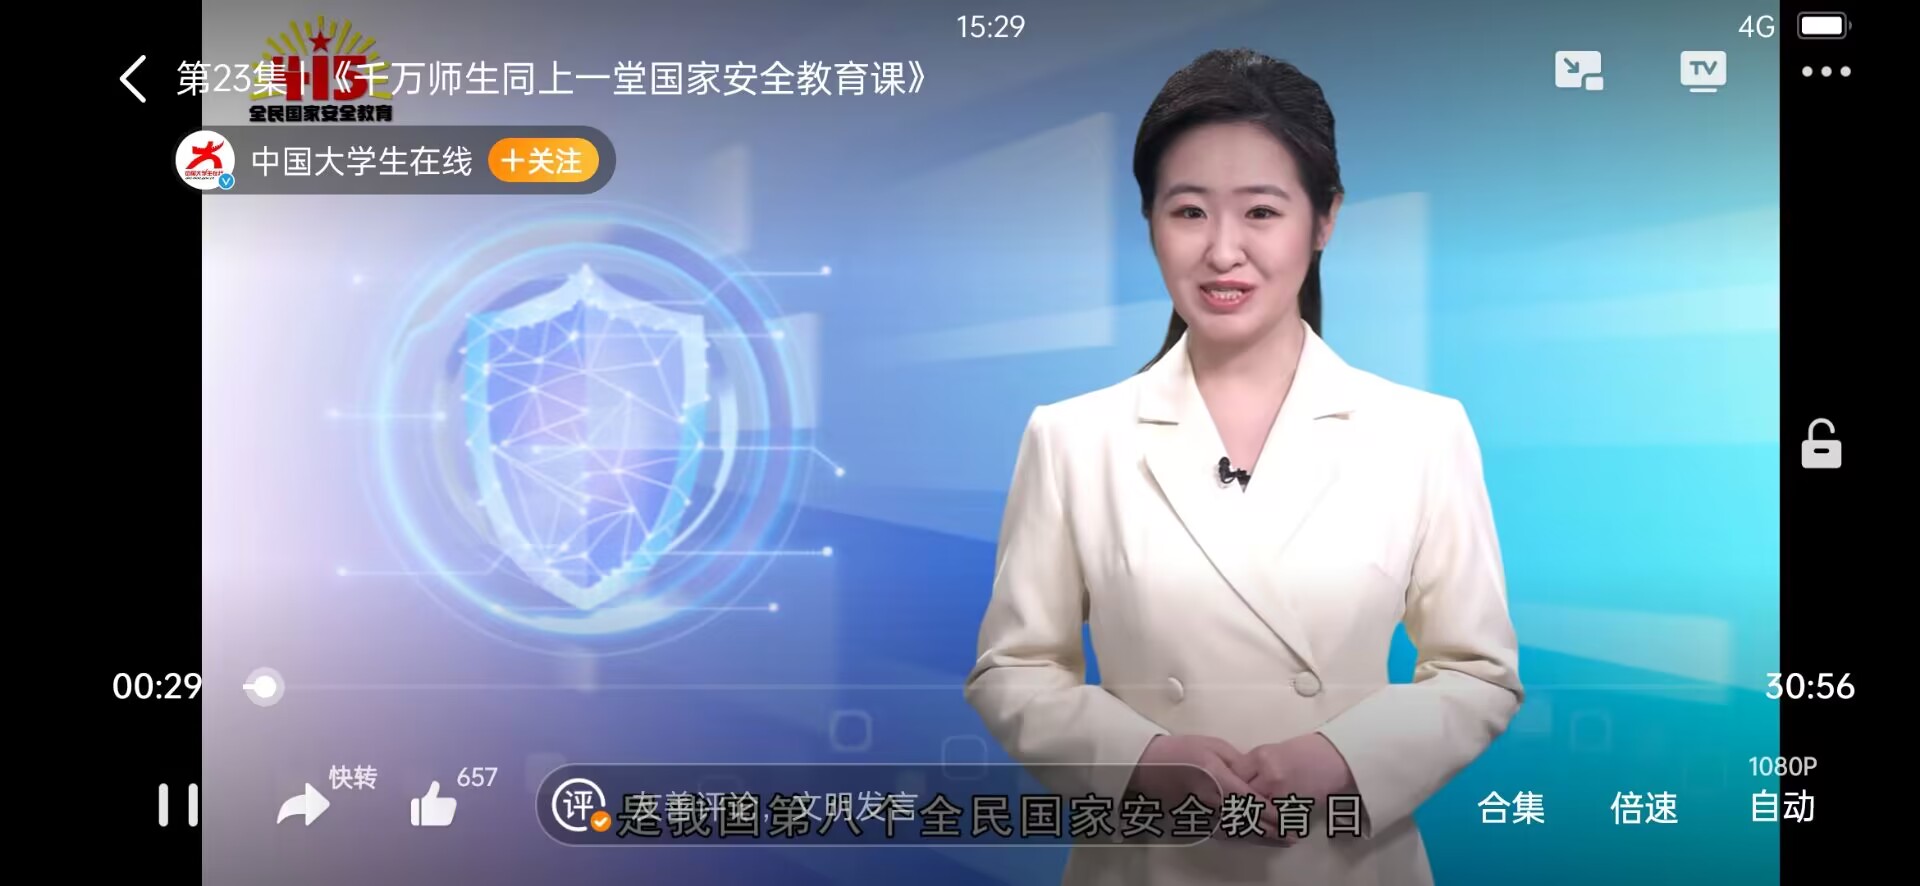 15:29
4G
第23集 | 《千万师生同上一堂国家安全教育课》
TV
415
全民国家安全教育
中国大学生在线
+关注
00:29
30:56
快转
657
评
友善评论，文明发言
是我国第八个全民国家安全教育日
合集
倍速
1080P
自动